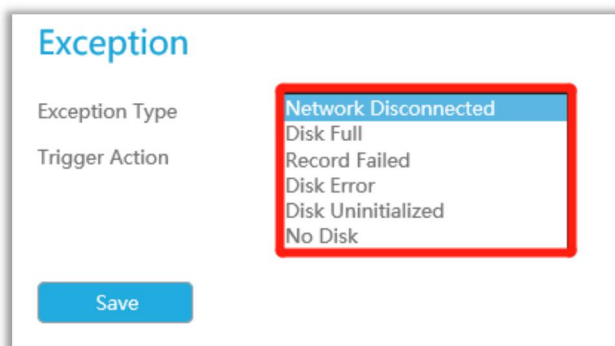 Exception
Exception Type
Network Disconnected
Disk Full
Trigger Action
Record Failed
Disk Error
Disk Uninitialized
No Disk
Save